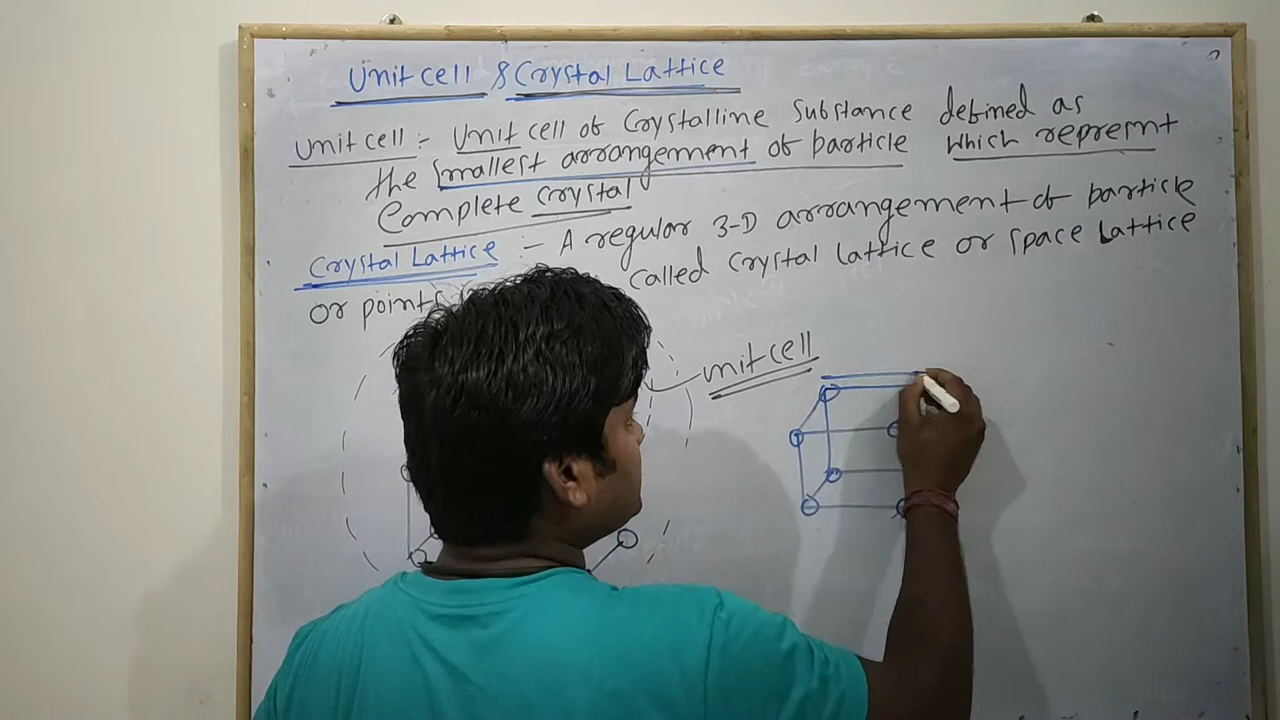 Unit cell & Crystal Lattice
Unit cell :- Unit cell of Crystalline Substance defined as
the smallest arrangement of particle which represnt
Complete crystal
Crystal Lattice :- A regular 3-D arrangement of particle
or points called crystal lattice or space Lattice
unit cell